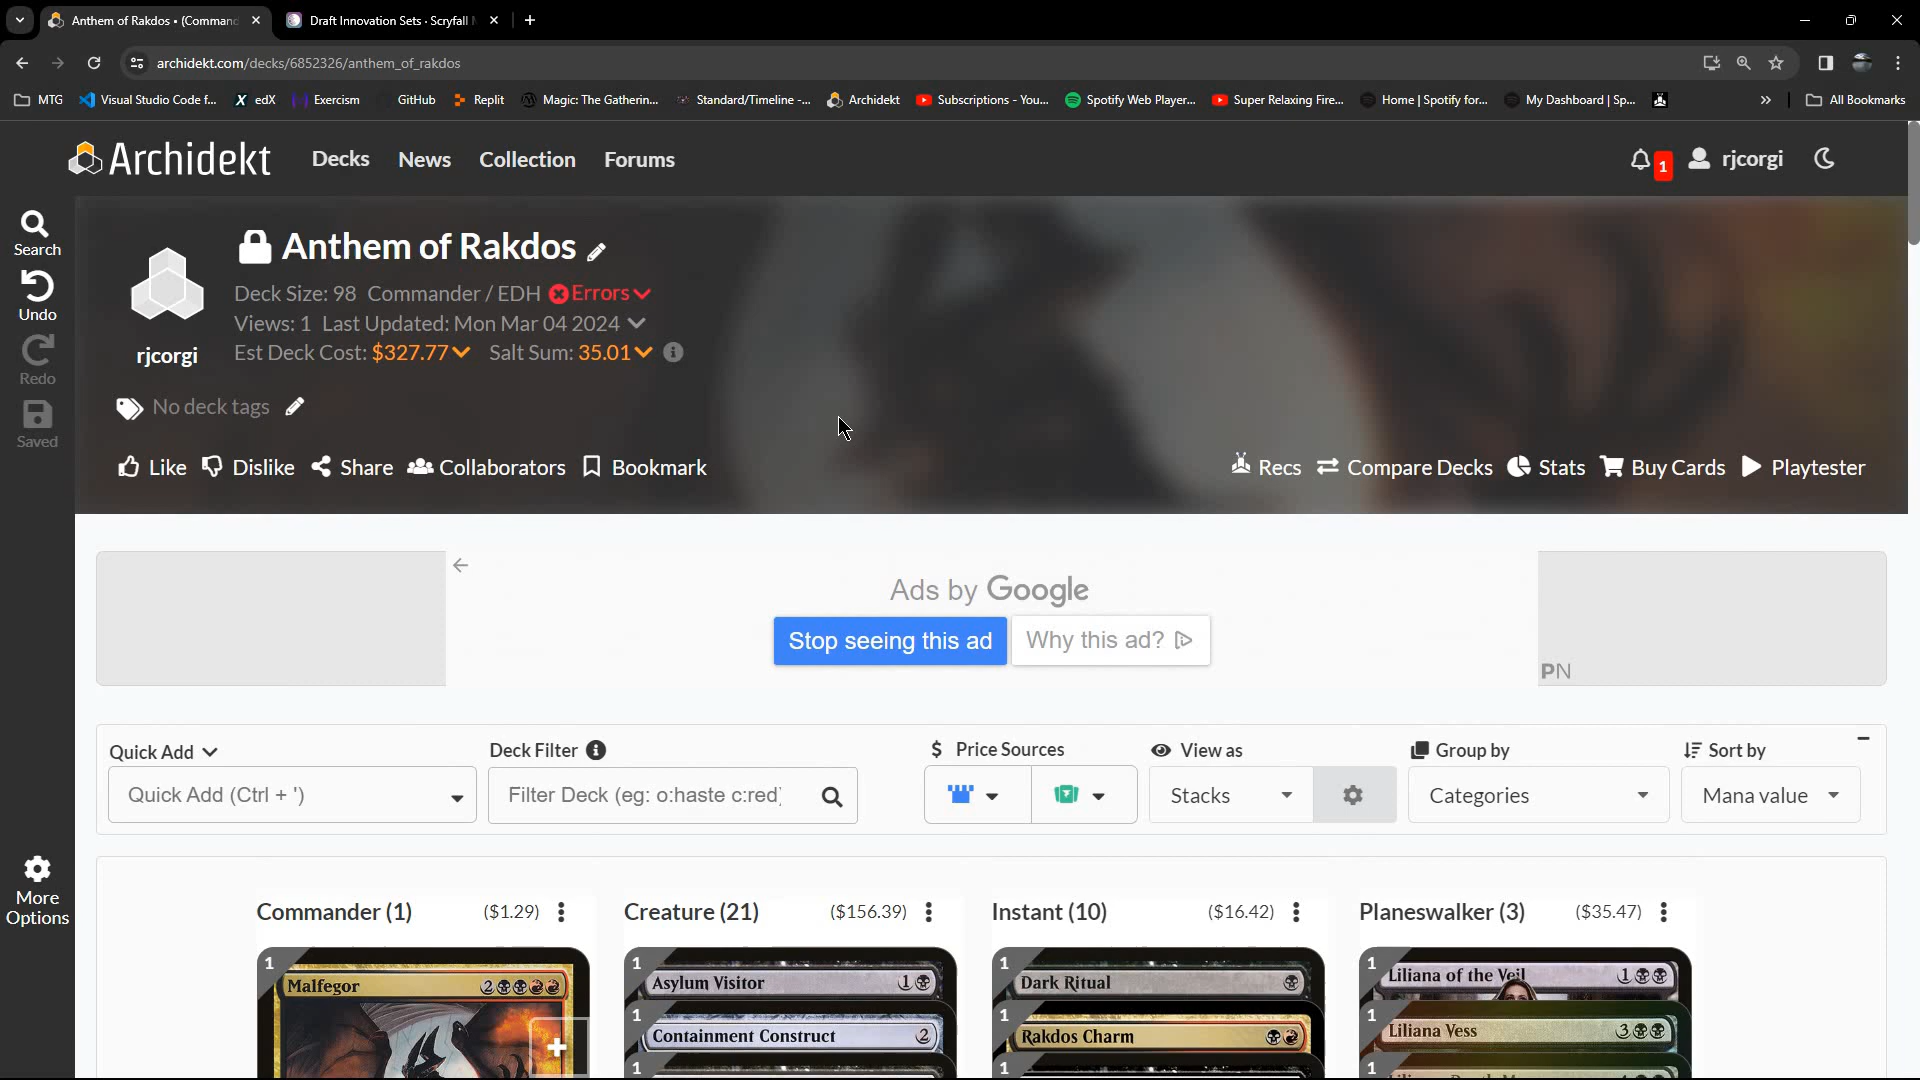 Anthem of Rakdos • (Comman
Draft Innovation Sets · Scryfall
archidekt.com/decks/6852326/anthem_of_rakdos
MTG
Visual Studio Code f...
edX
Exercism
GitHub
Replit
Magic: The Gatherin...
Standard/Timeline -...
Archidekt
Subscriptions - You...
Spotify Web Player...
Super Relaxing Fire...
Home | Spotify for...
My Dashboard | Sp...
All Bookmarks
Archidekt
Decks
News
Collection
Forums
1
rjcorgi
Search
Undo
Redo
Saved
More
Options
Anthem of Rakdos
Deck Size: 98 Commander / EDH Errors
Views: 1 Last Updated: Mon Mar 04 2024
Est Deck Cost: $327.77 Salt Sum: 35.01
rjcorgi
No deck tags
Like
Dislike
Share
Collaborators
Bookmark
Recs
Compare Decks
Stats
Buy Cards
Playtester
Ads by Google
Stop seeing this ad
Why this ad?
PN
Quick Add
Quick Add (Ctrl + ')
Deck Filter
Filter Deck (eg: o:haste c:red)
$ Price Sources
View as
Stacks
Group by
Categories
Sort by
Mana value
Commander (1) ($1.29)
1
Malfegor 2
Creature (21) ($156.39)
1
Asylum Visitor 1
1
Containment Construct 2
1
Instant (10) ($16.42)
1
Dark Ritual
1
Rakdos Charm
1
Planeswalker (3) ($35.47)
1
Liliana of the Veil 1
1
Liliana Vess 3
1